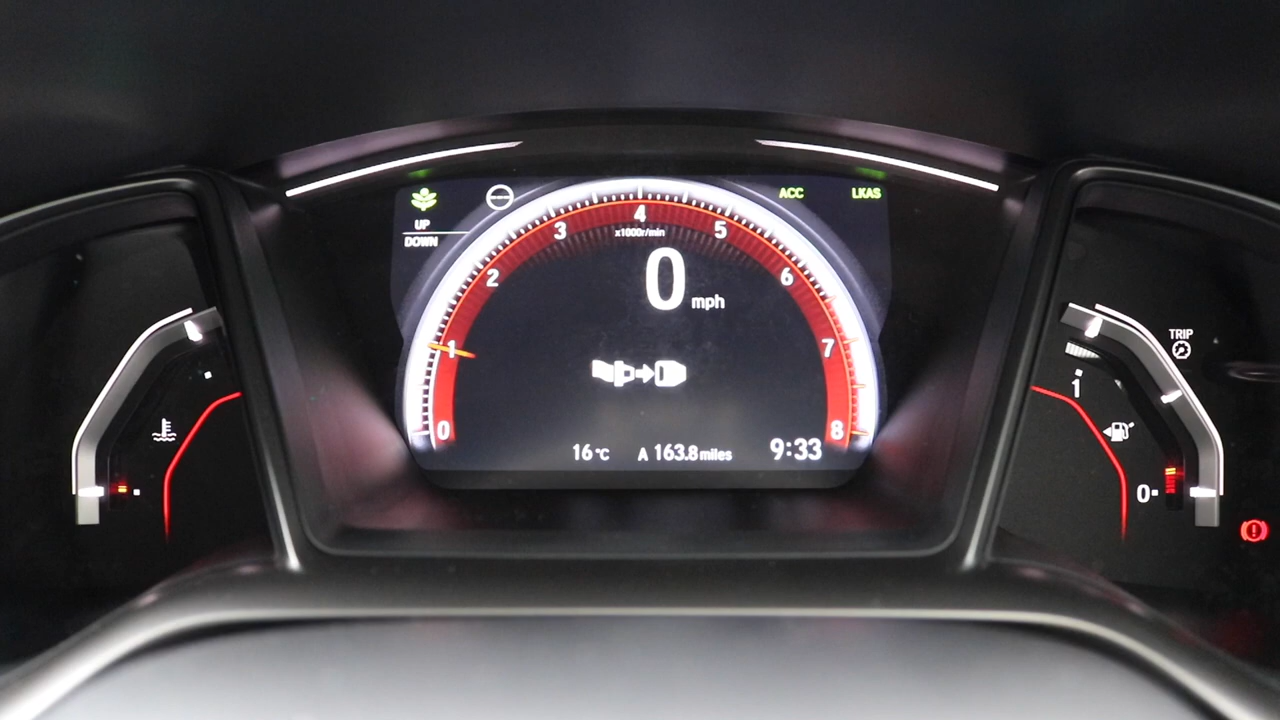 ACC
LKAS
UP
DOWN
0
1
2
3
4
5
6
7
8
x1000r/min
0 mph
16°C
A 163.8 miles
9:33
TRIP
1
0